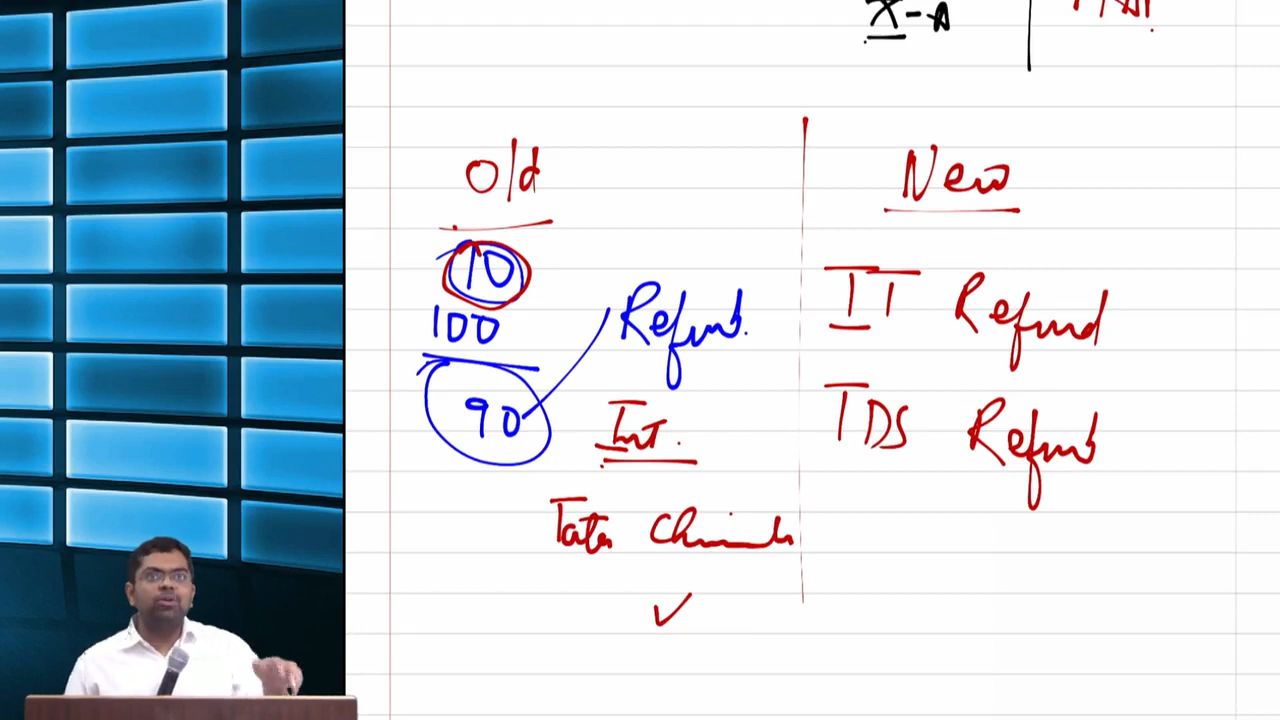 X-A
Old
New
10
100
Refund.
IT Refund
90
Int.
TDS Refund
Tata Chemicals